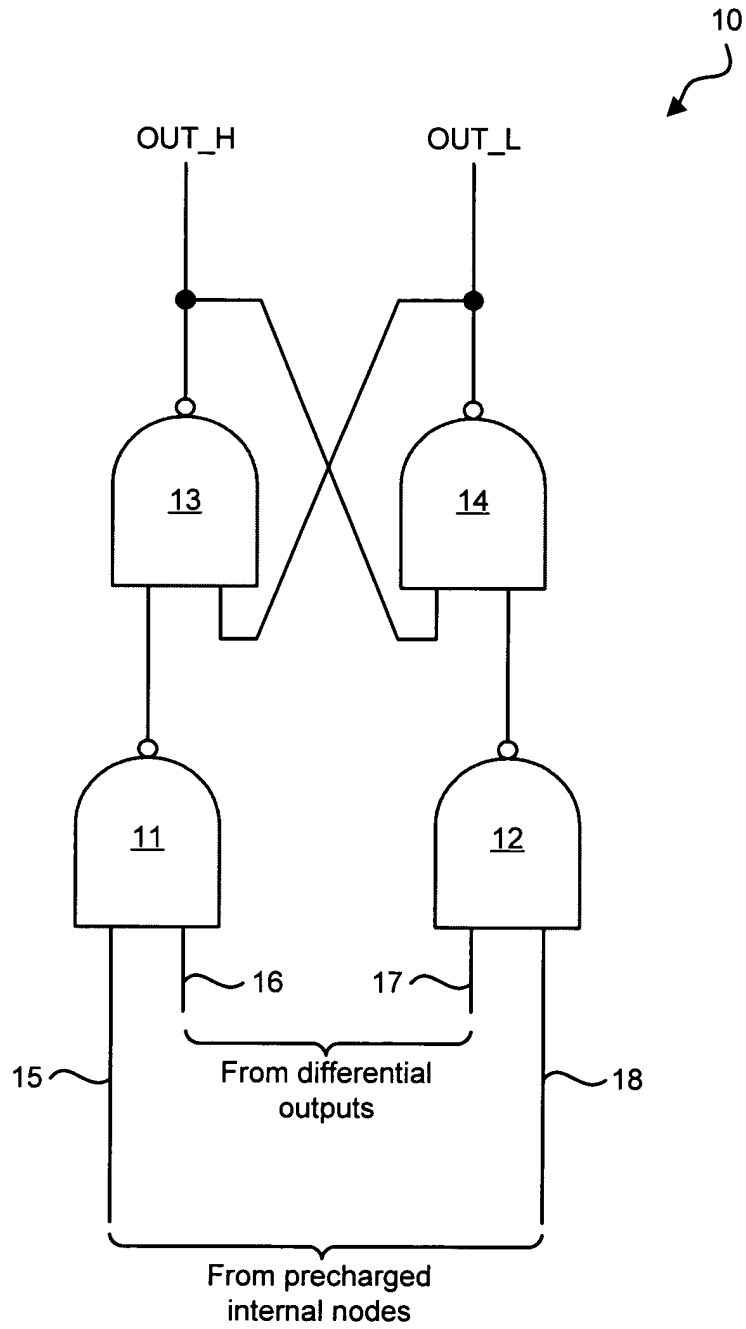 10
OUT_H
OUT_L
13
14
11
12
16
17
From differential
outputs
15
18
From precharged
internal nodes